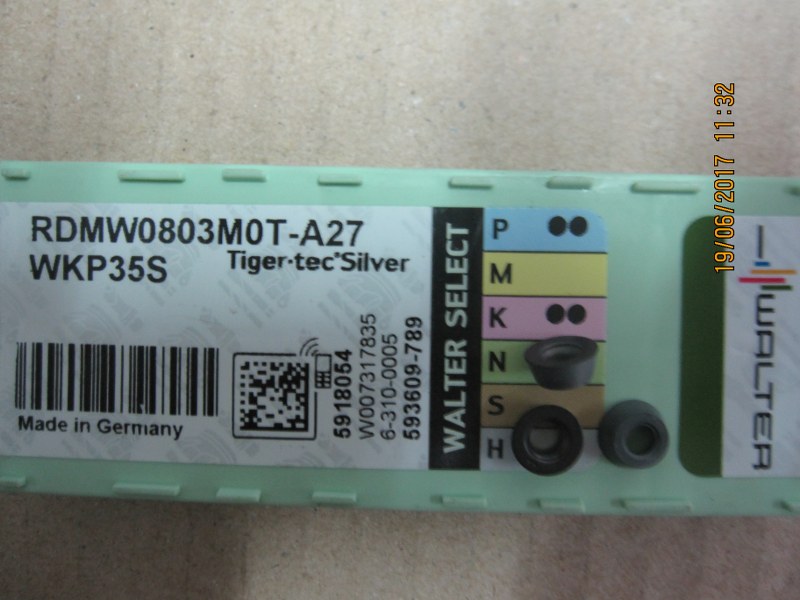 RDMW0803M0T-A27
WKP35S
Tiger·tec®Silver
Made in Germany
5918054
W007317835
6-310-0005
593609-789
WALTER SELECT
P
M
K
N
S
H
WALTER
19/06/2017 11:32